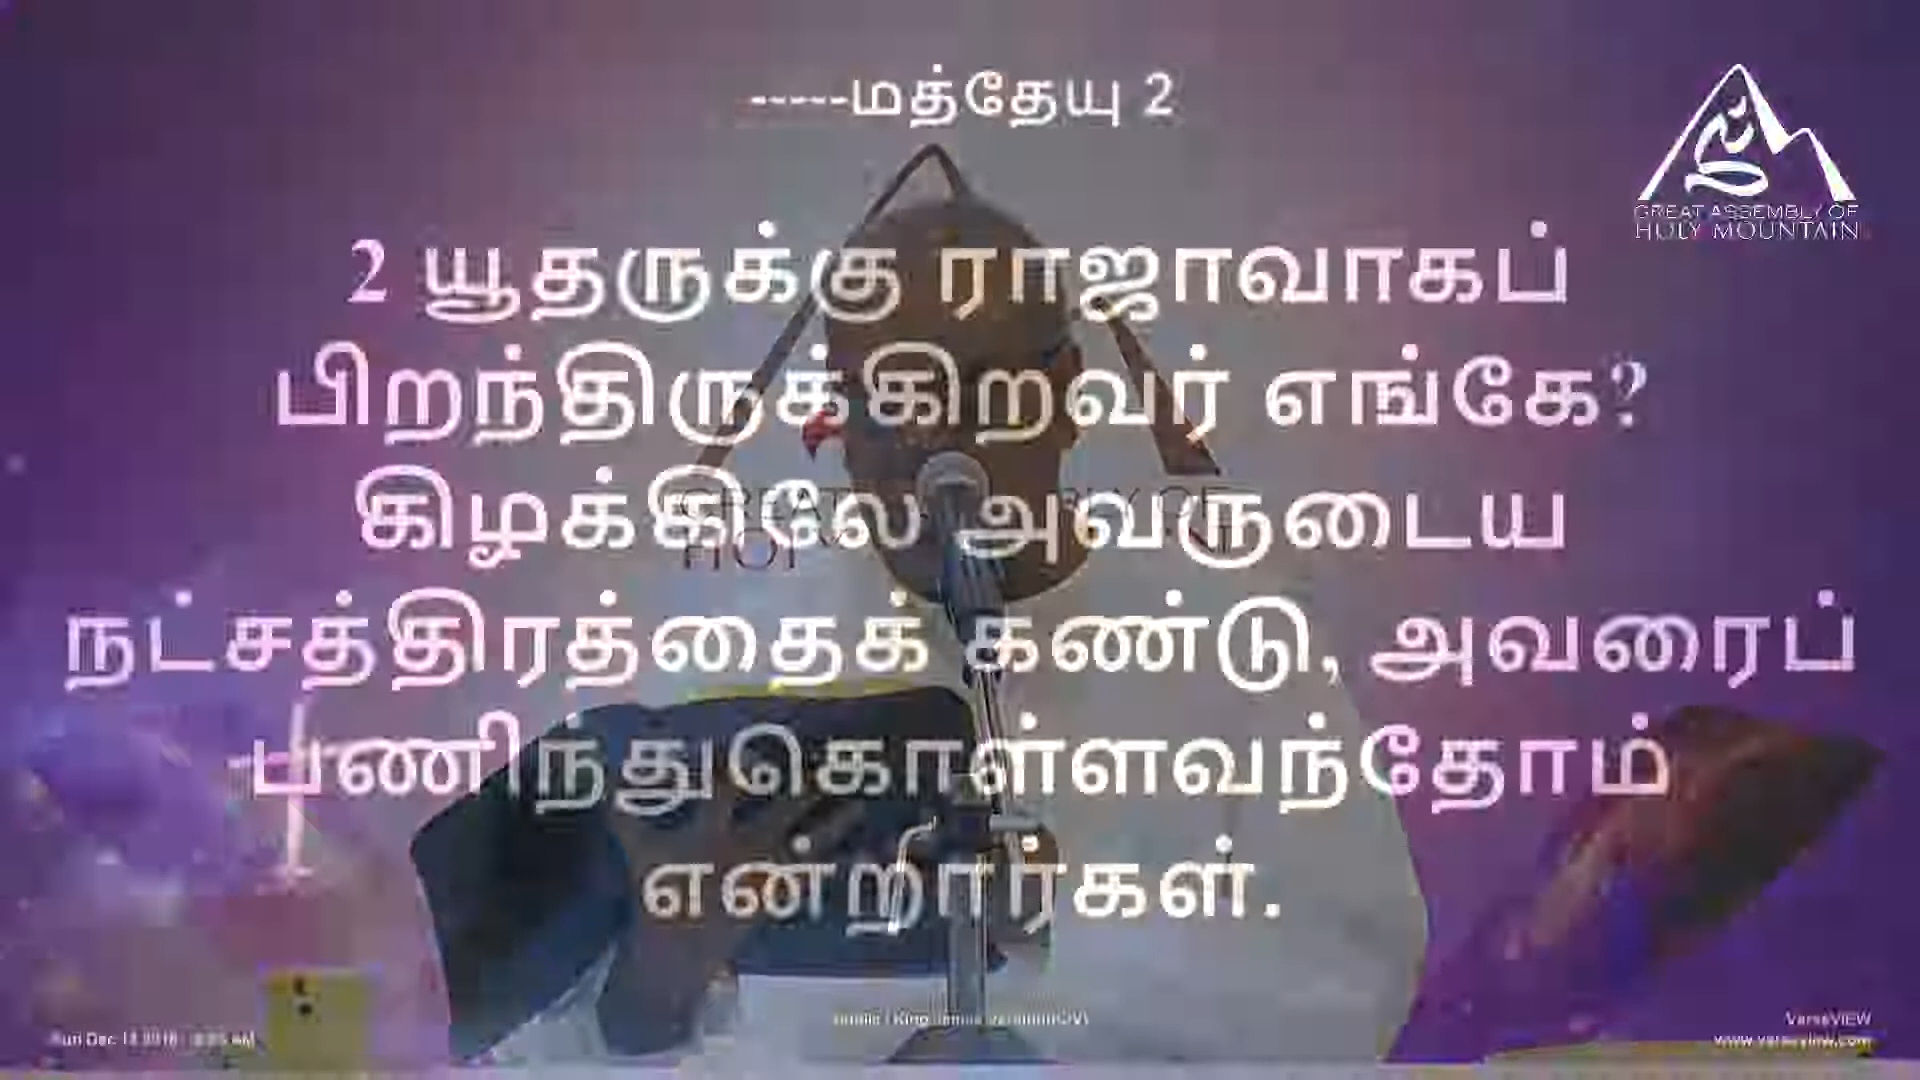 -----மத்தேயு 2
GREAT ASSEMBLY OF
HOLY MOUNTAIN
2 யூதருக்கு ராஜாவாகப்
பிறந்திருக்கிறவர் எங்கே?
கிழக்கிலே அவருடைய
நட்சத்திரத்தைக் கண்டு, அவரைப்
பணிந்துகொள்ளவந்தோம்
என்றார்கள்.
GREAT
VerseVIEW
www.verseview.com